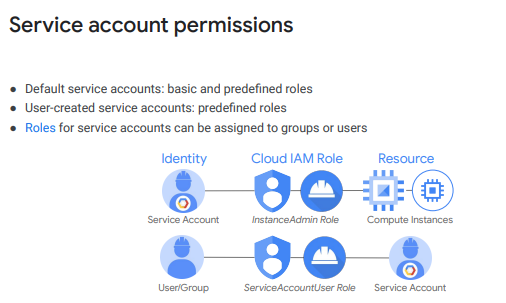 Service account permissions
● Default service accounts: basic and predefined roles
● User-created service accounts: predefined roles
● Roles for service accounts can be assigned to groups or users
Identity Cloud IAM Role Resource
Service Account InstanceAdmin Role Compute Instances
User/Group ServiceAccountUser Role Service Account